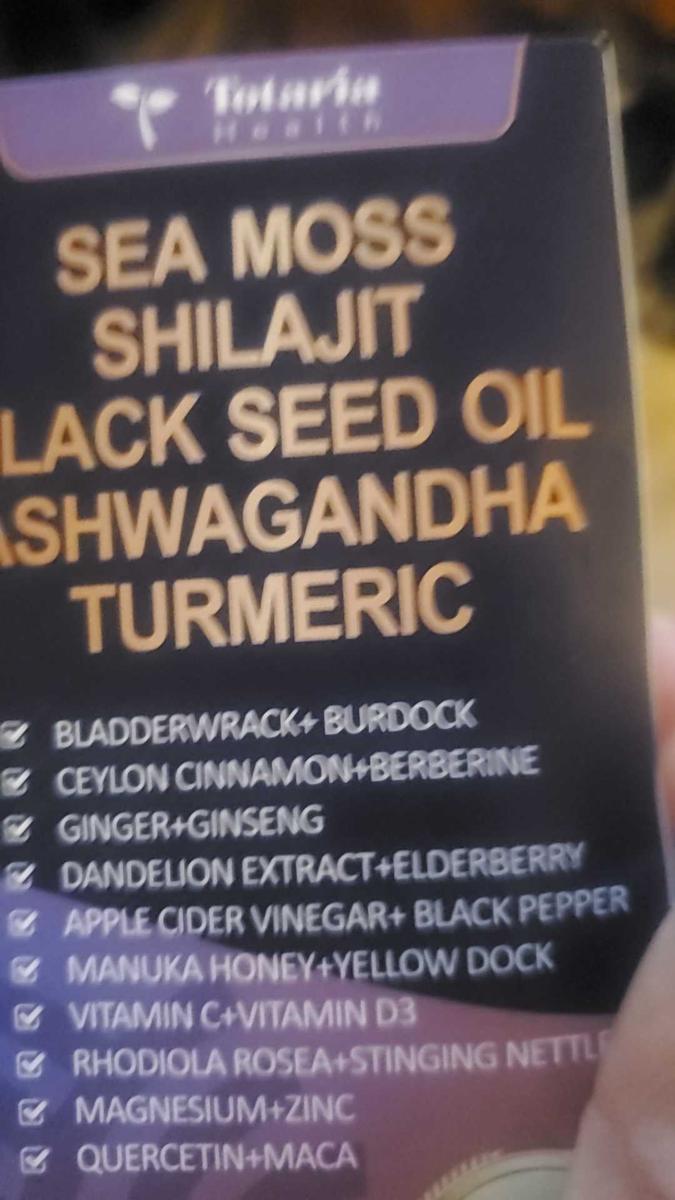 Totaria
Health
SEA MOSS
SHILAJIT
LACK SEED OIL
ASHWAGANDHA
TURMERIC
BLADDERWRACK+ BURDOCK
CEYLON CINNAMON+BERBERINE
GINGER+GINSENG
DANDELION EXTRACT+ELDERBERRY
APPLE CIDER VINEGAR+ BLACK PEPPER
MANUKA HONEY+YELLOW DOCK
VITAMIN C+VITAMIN D3
RHODIOLA ROSEA+STINGING NETTL
MAGNESIUM+ZINC
QUERCETIN+MACA